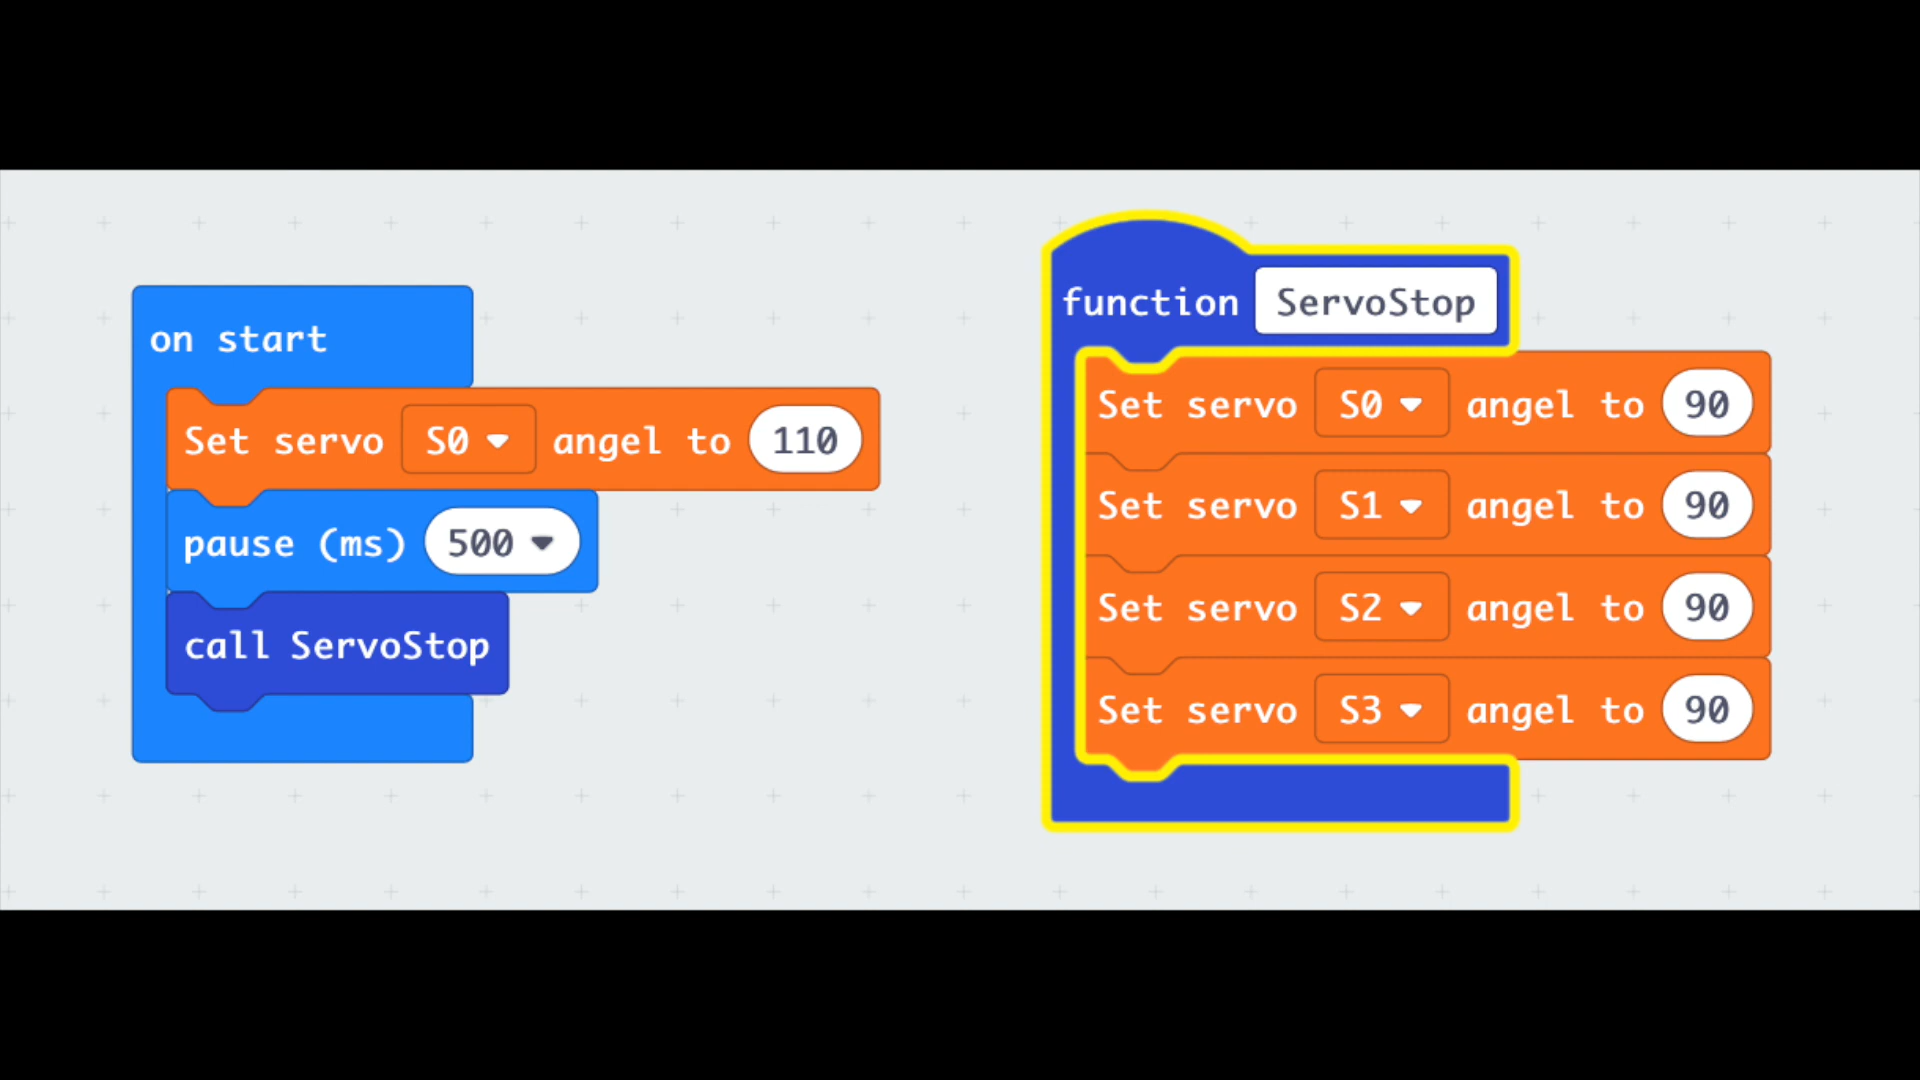 on start
Set servo S0 angel to 110
pause (ms) 500
call ServoStop
function ServoStop
Set servo S0 angel to 90
Set servo S1 angel to 90
Set servo S2 angel to 90
Set servo S3 angel to 90